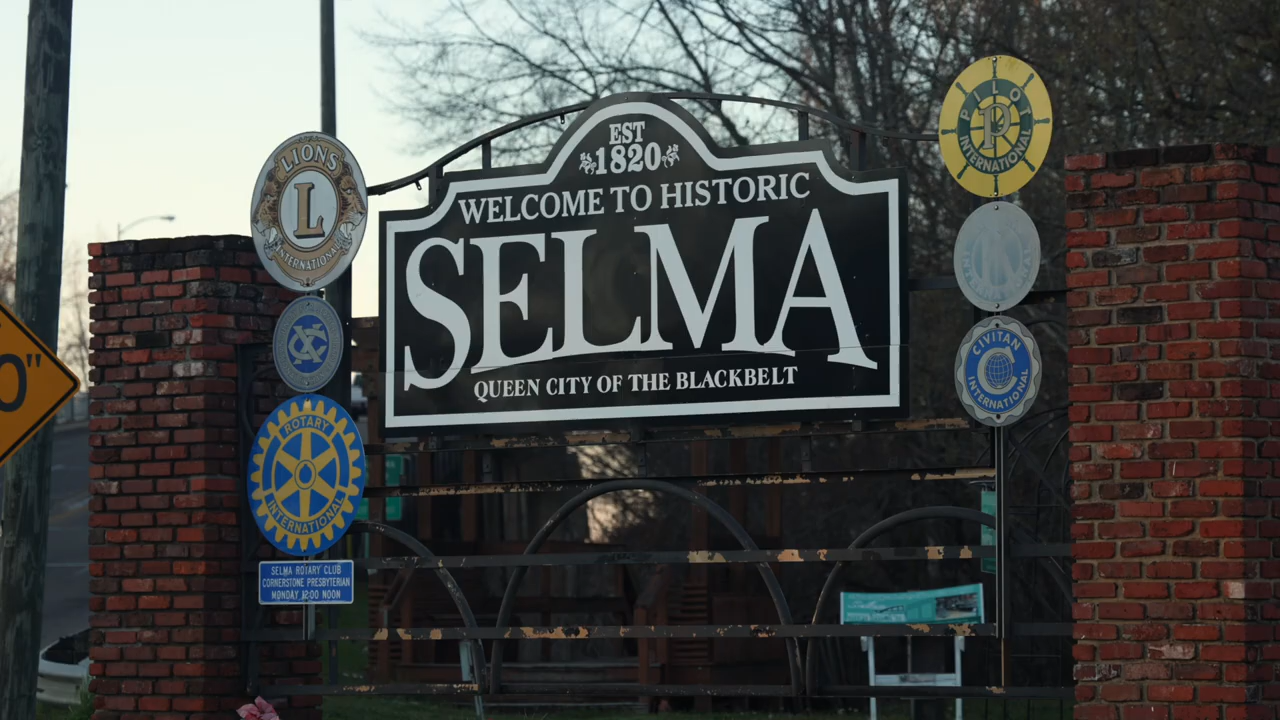 EST
1820
WELCOME TO HISTORIC
SELMA
QUEEN CITY OF THE BLACKBELT
LIONS
L
INTERNATIONAL
ROTARY
INTERNATIONAL
SELMA ROTARY CLUB
CORNERSTONE PRESBYTERIAN
MONDAY 12:00 NOON
PILOT
P
INTERNATIONAL
CIVITAN
INTERNATIONAL
0"